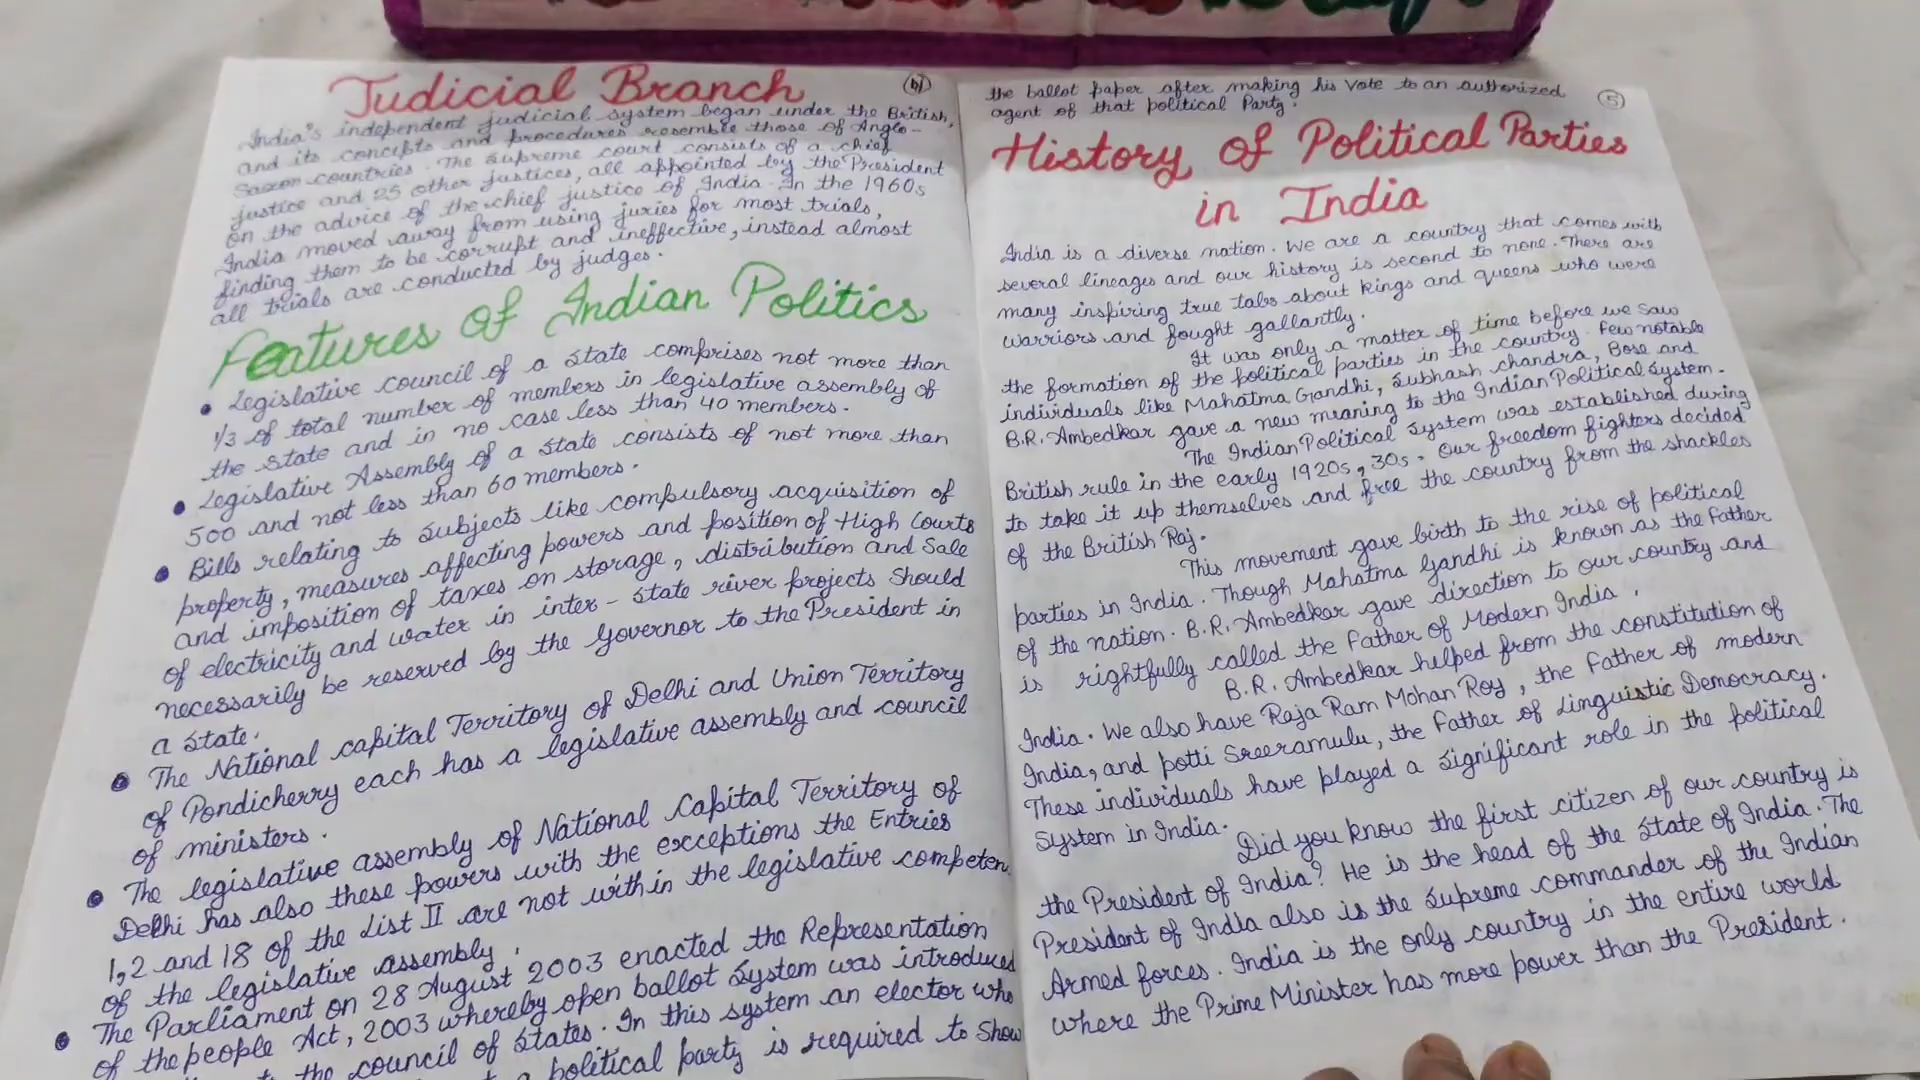 Judicial Branch
India's independent judicial system began under the British,
and its concepts and procedures resemble those of Anglo-
Saxon countries. The Supreme court consists of a chief
justice and 25 other justices, all appointed by the President
on the advice of the chief justice of India. In the 1960s
India moved away from using juries for most trials,
finding them to be corrupt and ineffective, instead almost
all trials are conducted by judges.
Features Of Indian Politics
• Legislative council of a State comprises not more than
1/3 of total number of members in legislative assembly of
the State and in no case less than 40 members.
• Legislative Assembly of a State consists of not more than
500 and not less than 60 members.
• Bills relating to Subjects like compulsory acquisition of
property, measures affecting powers and position of High Courts
and imposition of taxes on storage, distribution and Sale
of electricity and water in inter-state river projects should
necessarily be reserved by the Governor to the President in
a State.
• The National capital Territory of Delhi and Union Territory
of Pondicherry each has a legislative assembly and council
of ministers.
• The legislative assembly of National Capital Territory of
Delhi has also these powers with the exceptions the Entries
1,2 and 18 of the List II are not within the legislative competen
of the legislative assembly.
• The Parliament on 28 August 2003 enacted the Representation
of the people Act, 2003 whereby open ballot system was introduced
the council of States. In this system an elector who
political party is required to show
5
the ballot paper after making his vote to an authorized
agent of that political Party.
History of Political Parties
in India
India is a diverse nation. We are a country that comes with
several lineages and our history is second to none. There are
many inspiring true tales about kings and queens who were
warriors and fought gallantly.
It was only a matter of time before we saw
the formation of the political parties in the country. Few notable
individuals like Mahatma Gandhi, Subhash chandra, Bose and
B.R. Ambedkar gave a new meaning to the Indian Political System.
The Indian Political System was established during
British rule in the early 1920s, 30s. Our freedom fighters decided
to take it up themselves and free the country from the shackles
of the British Raj.
This movement gave birth to the rise of political
parties in India. Though Mahatma Gandhi is known as the Father
of the nation. B.R. Ambedkar gave direction to our country and
is rightfully called the Father of Modern India.
B.R. Ambedkar helped from the constitution of
India. We also have Raja Ram Mohan Roy, the Father of modern
India, and potti Sreeramulu, the Father of Linguistic Democracy.
These individuals have played a significant role in the political
System in India.
Did you know the first citizen of our country is
the President of India? He is the head of the State of India. The
President of India also is the Supreme commander of the Indian
Armed forces. India is the only country in the entire world
where the Prime Minister has more power than the President.